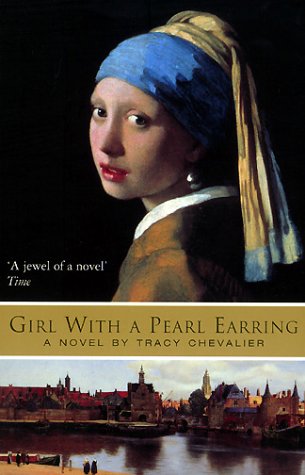 ‘A jewel of a novel’
Time
GIRL WITH A PEARL EARRING
A NOVEL BY TRACY CHEVALIER